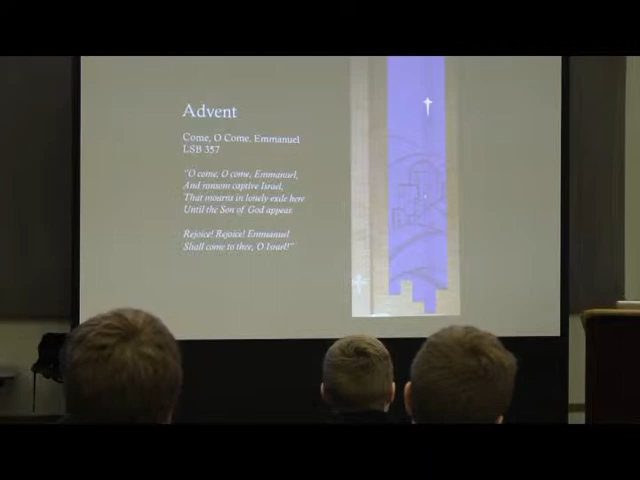 Advent
Come, O Come, Emmanuel
LSB 357
"O come, O come, Emmanuel,
And ransom captive Israel,
That mourns in lonely exile here
Until the Son of God appears.
Rejoice! Rejoice! Emmanuel
Shall come to thee, O Israel!"